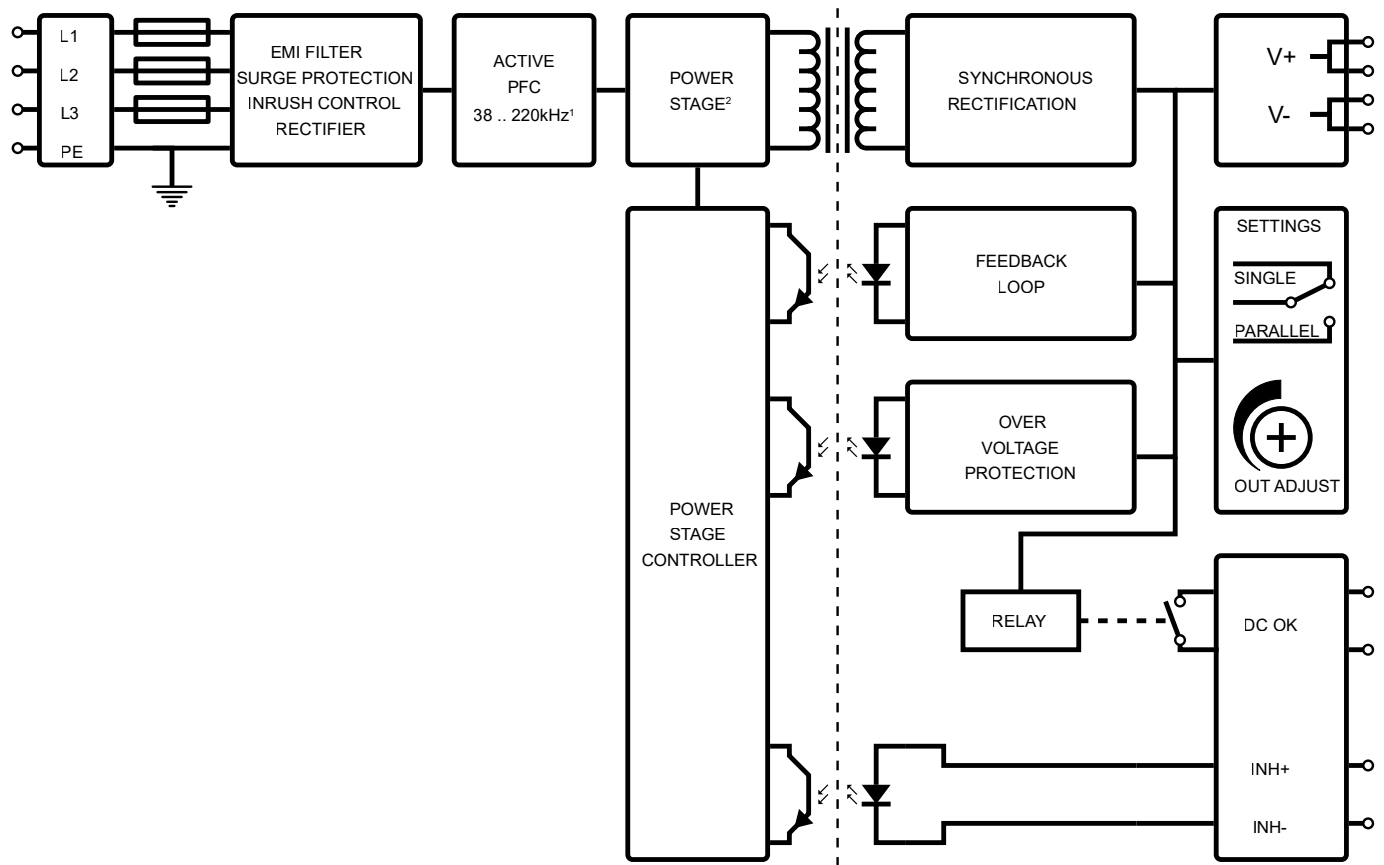 L1
L2
L3
PE
EMI FILTER
SURGE PROTECTION
INRUSH CONTROL
RECTIFIER
ACTIVE
PFC
38 .. 220kHz¹
POWER
STAGE²
SYNCHRONOUS
RECTIFICATION
V+
V-
POWER
STAGE
CONTROLLER
FEEDBACK
LOOP
OVER
VOLTAGE
PROTECTION
SETTINGS
SINGLE
PARALLEL
OUT ADJUST
RELAY
DC OK
INH+
INH-